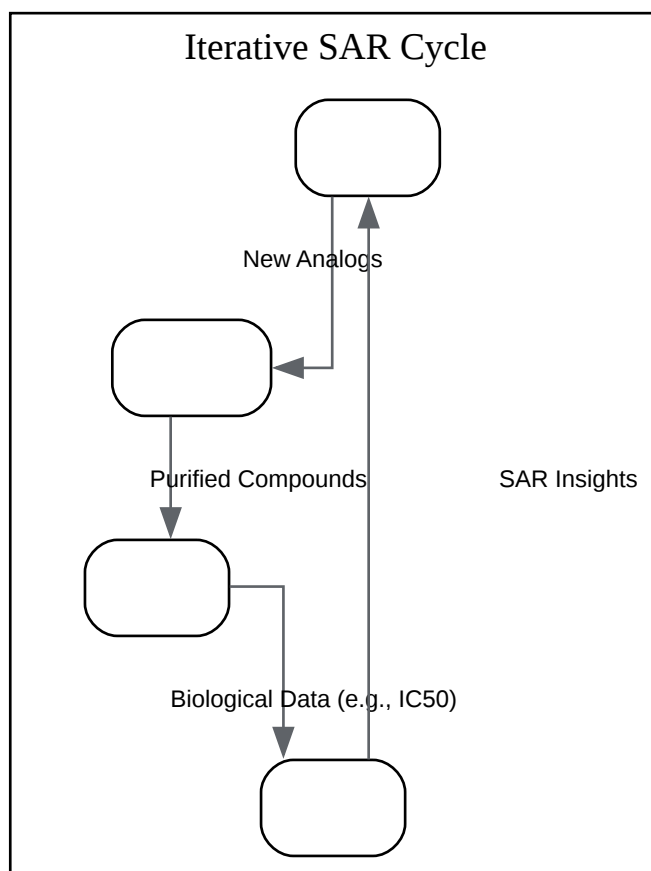 Iterative SAR Cycle
New Analogs
Purified Compounds
SAR Insights
Biological Data (e.g., IC50)